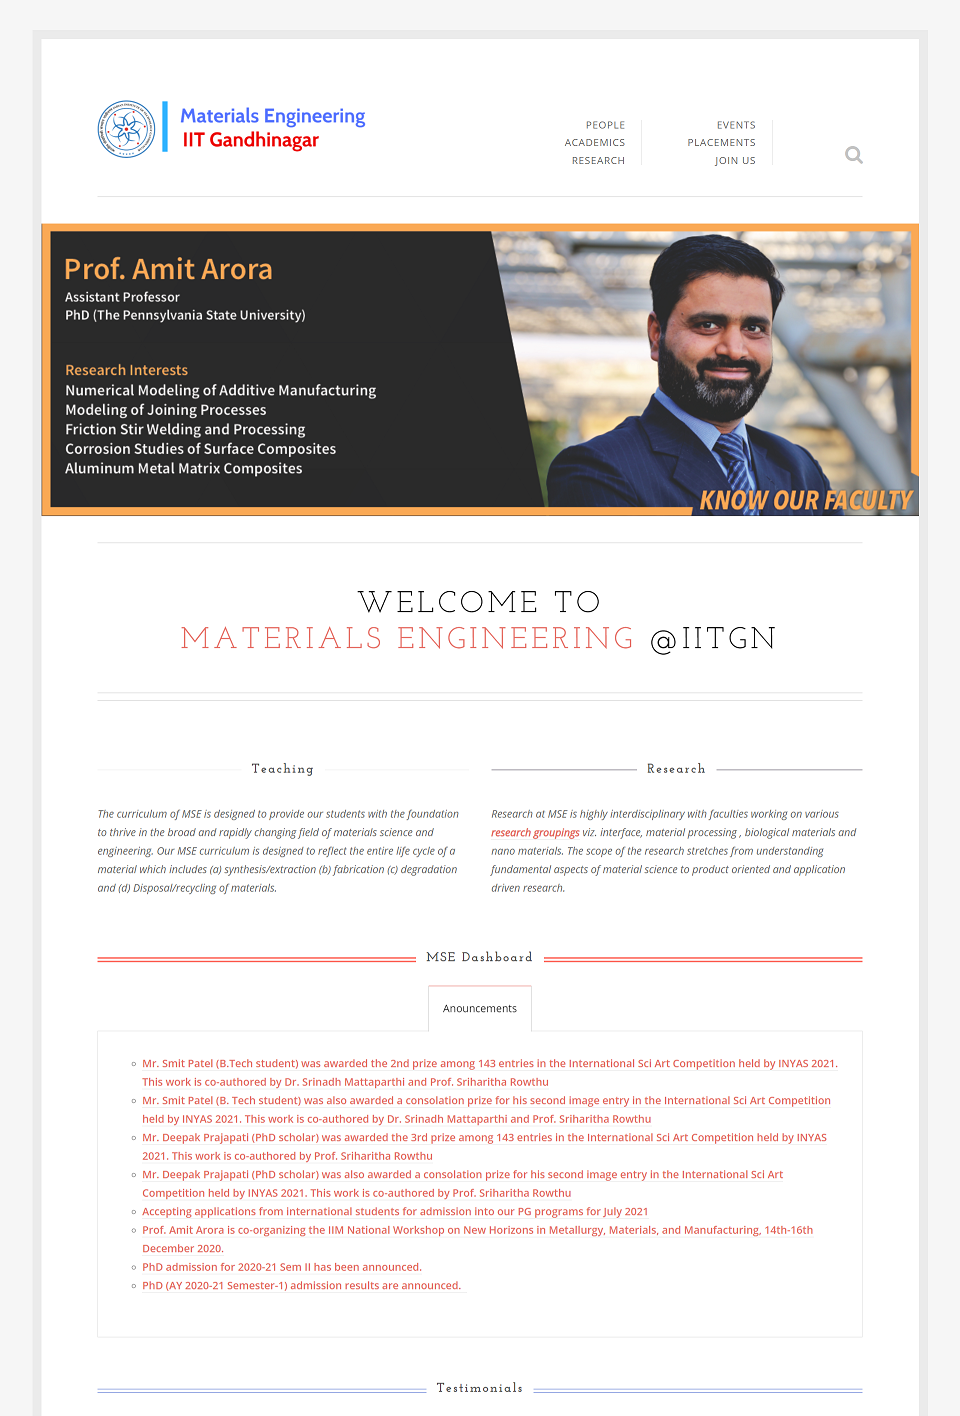 Materials Engineering
IIT Gandhinagar
PEOPLE
ACADEMICS
RESEARCH
EVENTS
PLACEMENTS
JOIN US
Prof. Amit Arora
Assistant Professor
PhD (The Pennsylvania State University)
Research Interests
Numerical Modeling of Additive Manufacturing
Modeling of Joining Processes
Friction Stir Welding and Processing
Corrosion Studies of Surface Composites
Aluminum Metal Matrix Composites
KNOW OUR FACULTY
WELCOME TO
MATERIALS ENGINEERING @IITGN
Teaching
The curriculum of MSE is designed to provide our students with the foundation
to thrive in the broad and rapidly changing field of materials science and
engineering. Our MSE curriculum is designed to reflect the entire life cycle of a
material which includes (a) synthesis/extraction (b) fabrication (c) degradation
and (d) Disposal/recycling of materials.
Research
Research at MSE is highly interdisciplinary with faculties working on various
research groupings viz. interface, material processing , biological materials and
nano materials. The scope of the research stretches from understanding
fundamental aspects of material science to product oriented and application
driven research.
MSE Dashboard
Anouncements
Mr. Smit Patel (B.Tech student) was awarded the 2nd prize among 143 entries in the International Sci Art Competition held by INYAS 2021.
This work is co-authored by Dr. Srinadh Mattaparthi and Prof. Sriharitha Rowthu
Mr. Smit Patel (B. Tech student) was also awarded a consolation prize for his second image entry in the International Sci Art Competition
held by INYAS 2021. This work is co-authored by Dr. Srinadh Mattaparthi and Prof. Sriharitha Rowthu
Mr. Deepak Prajapati (PhD scholar) was awarded the 3rd prize among 143 entries in the International Sci Art Competition held by INYAS
2021. This work is co-authored by Prof. Sriharitha Rowthu
Mr. Deepak Prajapati (PhD scholar) was also awarded a consolation prize for his second image entry in the International Sci Art
Competition held by INYAS 2021. This work is co-authored by Prof. Sriharitha Rowthu
Accepting applications from international students for admission into our PG programs for July 2021
Prof. Amit Arora is co-organizing the IIM National Workshop on New Horizons in Metallurgy, Materials, and Manufacturing, 14th-16th
December 2020.
PhD admission for 2020-21 Sem II has been announced.
PhD (AY 2020-21 Semester-1) admission results are announced.
Testimonials